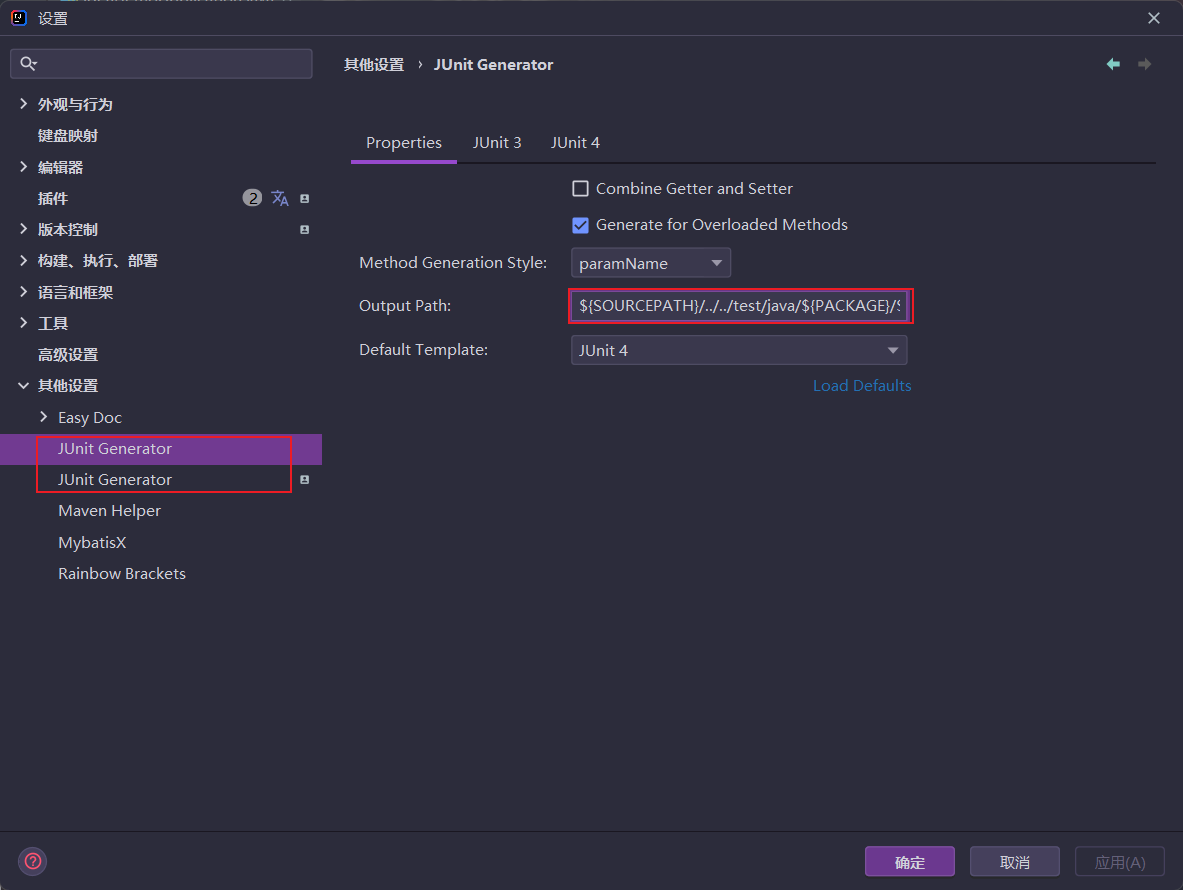 设置
外观与行为
键盘映射
编辑器
插件 2
版本控制
构建、执行、部署
语言和框架
工具
高级设置
其他设置
Easy Doc
JUnit Generator
JUnit Generator
Maven Helper
MybatisX
Rainbow Brackets
其他设置 › JUnit Generator
Properties JUnit 3 JUnit 4
Combine Getter and Setter
Generate for Overloaded Methods
Method Generation Style: paramName
Output Path: ${SOURCEPATH}/../../test/java/${PACKAGE}/
Default Template: JUnit 4
Load Defaults
确定 取消 应用(A)